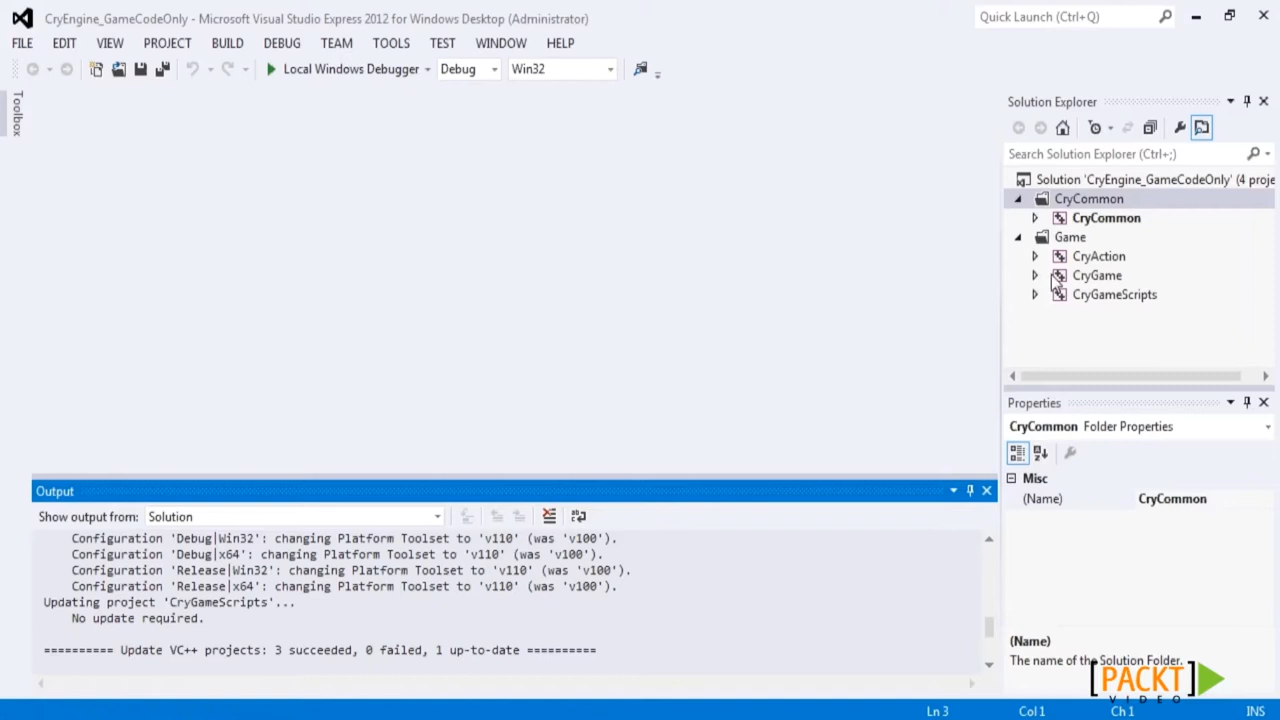 CryEngine_GameCodeOnly - Microsoft Visual Studio Express 2012 for Windows Desktop (Administrator)
Quick Launch (Ctrl+Q)
FILE EDIT VIEW PROJECT BUILD DEBUG TEAM TOOLS TEST WINDOW HELP
Local Windows Debugger Debug Win32
Toolbox
Solution Explorer
Search Solution Explorer (Ctrl+;)
Solution 'CryEngine_GameCodeOnly' (4 proje
CryCommon
CryCommon
Game
CryAction
CryGame
CryGameScripts
Properties
CryCommon Folder Properties
Misc
(Name) CryCommon
(Name)
The name of the Solution Folder.
Output
Show output from: Solution
Configuration 'Debug|Win32': changing Platform Toolset to 'v110' (was 'v100').
Configuration 'Debug|x64': changing Platform Toolset to 'v110' (was 'v100').
Configuration 'Release|Win32': changing Platform Toolset to 'v110' (was 'v100').
Configuration 'Release|x64': changing Platform Toolset to 'v110' (was 'v100').
Updating project 'CryGameScripts'...
No update required.
========== Update VC++ projects: 3 succeeded, 0 failed, 1 up-to-date ==========
[PACKT]
VIDEO
Ln 3 Col 1 Ch 1 INS